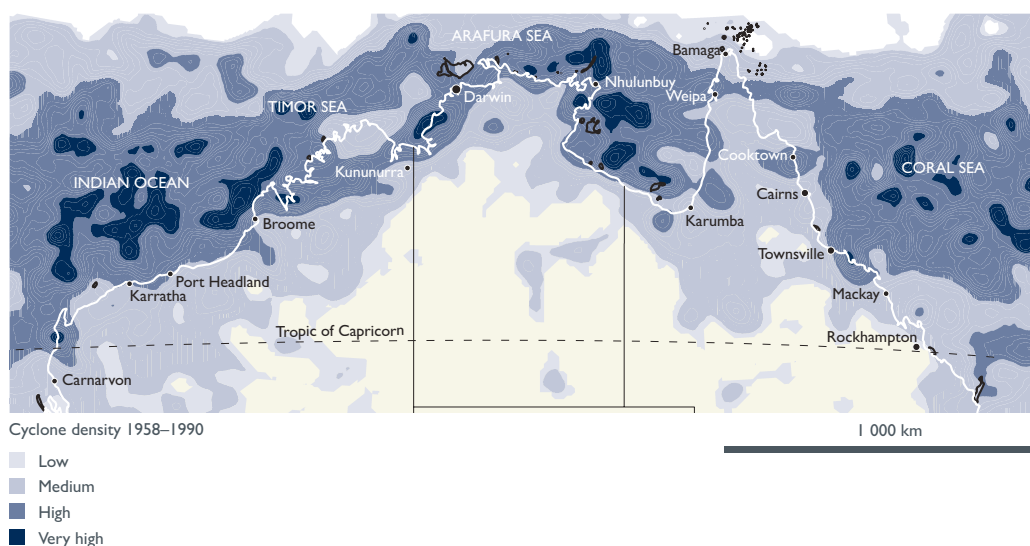 ARAFURA SEA
Bamaga
Nhulunbuy
Weipa
Darwin
TIMOR SEA
Cooktown
CORAL SEA
Kununurra
INDIAN OCEAN
Cairns
Broome
Karumba
Townsville
Port Headland
Karratha
Mackay
Tropic of Capricorn
Rockhampton
Carnarvon
Cyclone density 1958–1990
1 000 km
Low
Medium
High
Very high